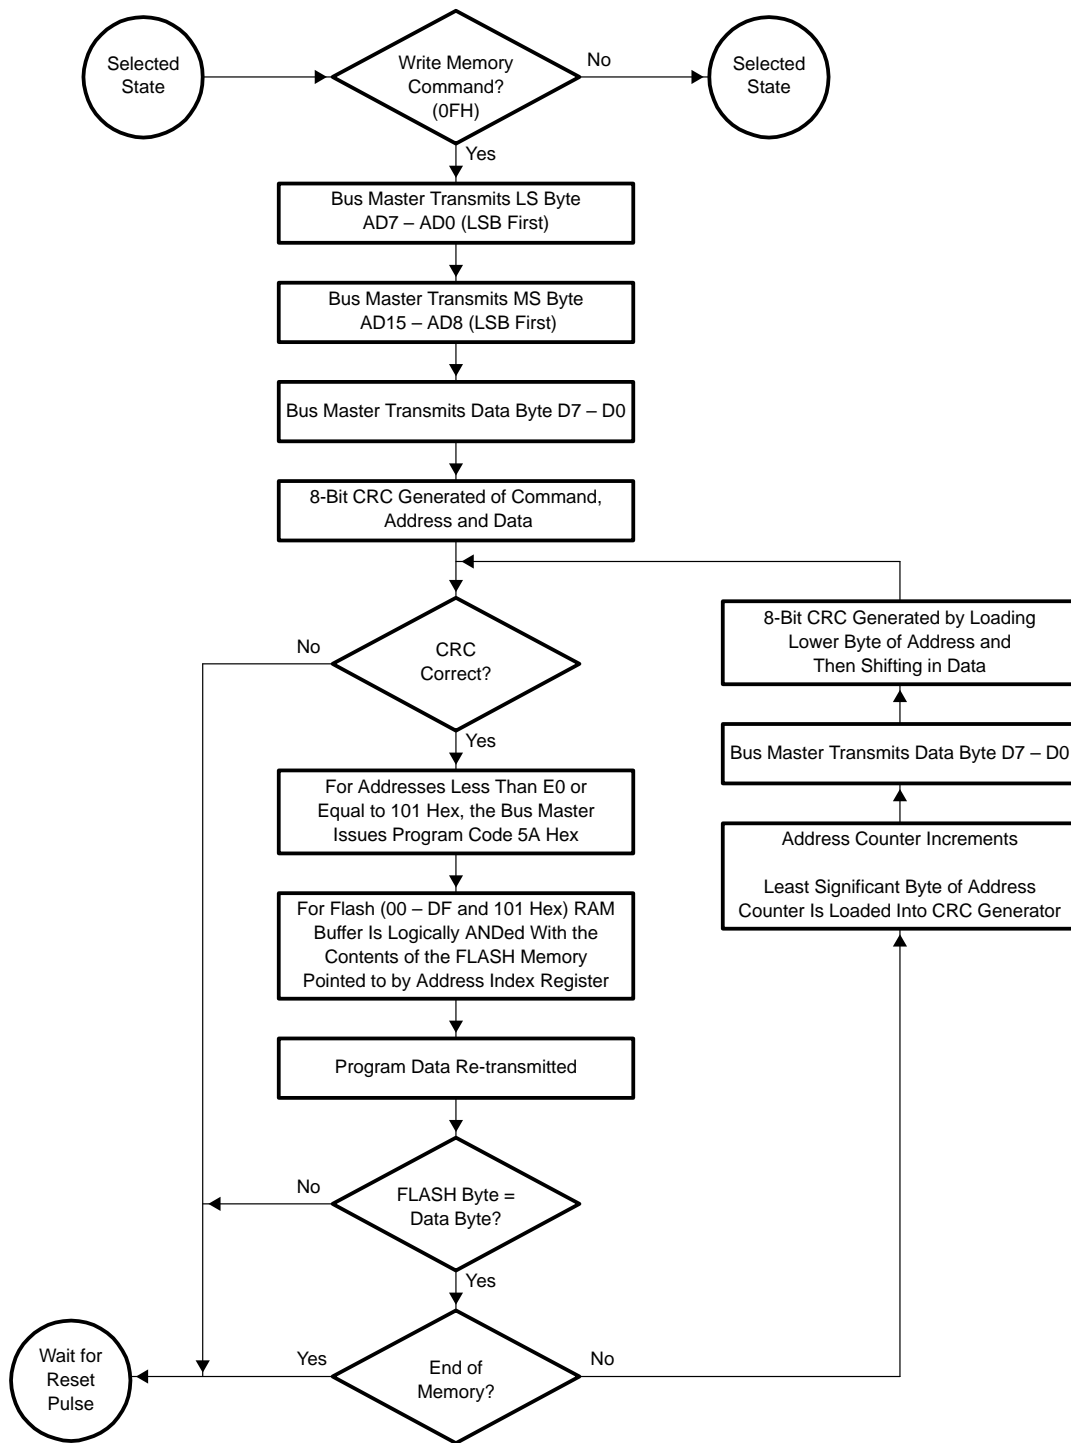 Selected
State
Write Memory
Command?
(0FH)
No
Selected
State
Yes
Bus Master Transmits LS Byte
AD7 – AD0 (LSB First)
Bus Master Transmits MS Byte
AD15 – AD8 (LSB First)
Bus Master Transmits Data Byte D7 – D0
8-Bit CRC Generated of Command,
Address and Data
CRC
Correct?
No
Yes
For Addresses Less Than E0 or
Equal to 101 Hex, the Bus Master
Issues Program Code 5A Hex
For Flash (00 – DF and 101 Hex) RAM
Buffer Is Logically ANDed With the
Contents of the FLASH Memory
Pointed to by Address Index Register
Program Data Re-transmitted
FLASH Byte =
Data Byte?
No
Yes
End of
Memory?
Yes
No
Wait for
Reset
Pulse
8-Bit CRC Generated by Loading
Lower Byte of Address and
Then Shifting in Data
Bus Master Transmits Data Byte D7 – D0
Address Counter Increments
Least Significant Byte of Address
Counter Is Loaded Into CRC Generator